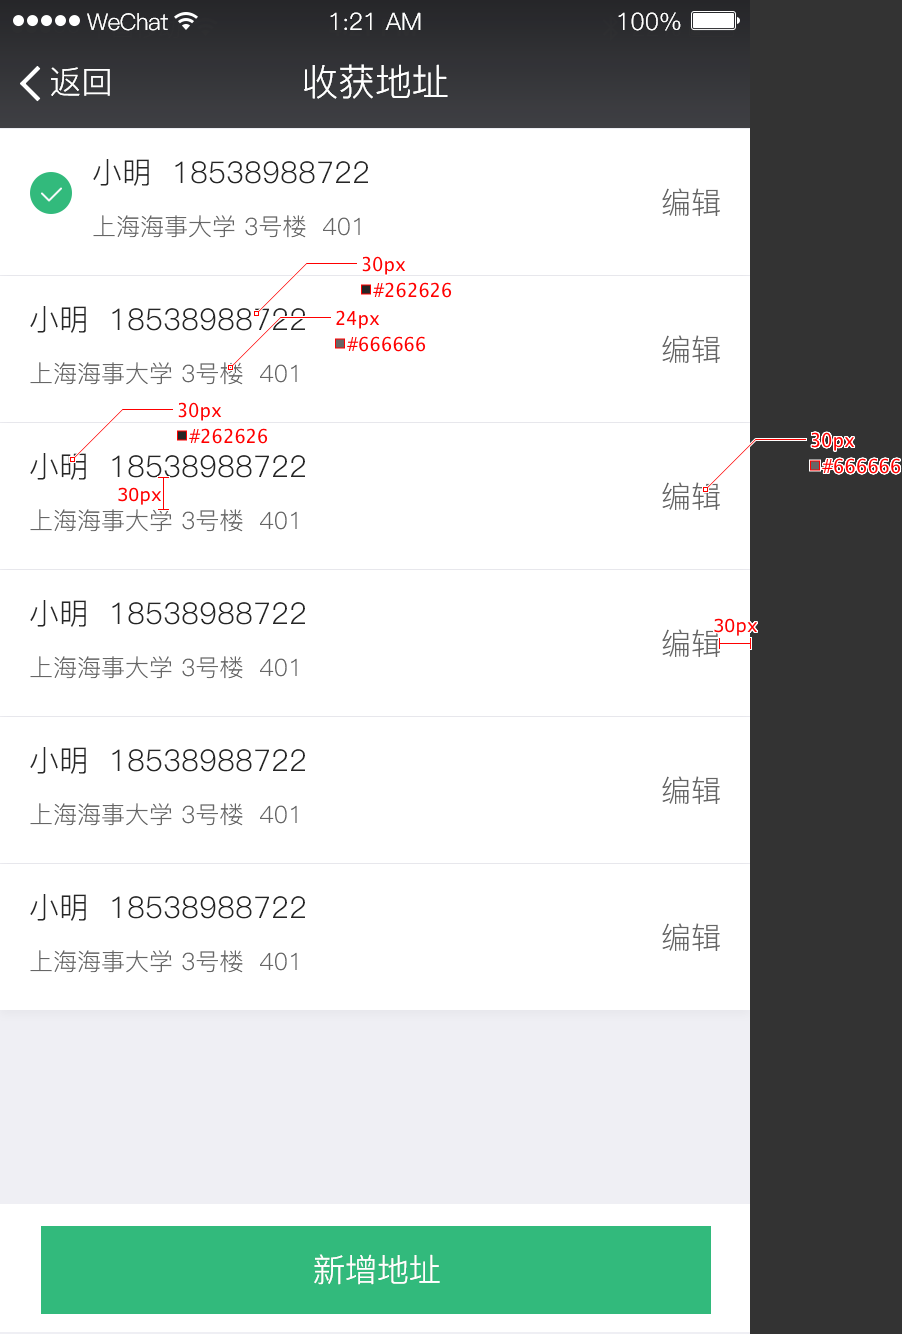 WeChat 1:21 AM 100%
返回 收获地址
小明 18538988722
上海海事大学 3号楼 401
编辑
30px
#262626
小明 18538988722
24px
#666666
上海海事大学 3号楼 401
编辑
30px
#262626
小明 18538988722
30px
上海海事大学 3号楼 401
编辑
30px
#666666
小明 18538988722
上海海事大学 3号楼 401
编辑
30px
小明 18538988722
上海海事大学 3号楼 401
编辑
小明 18538988722
上海海事大学 3号楼 401
编辑
新增地址